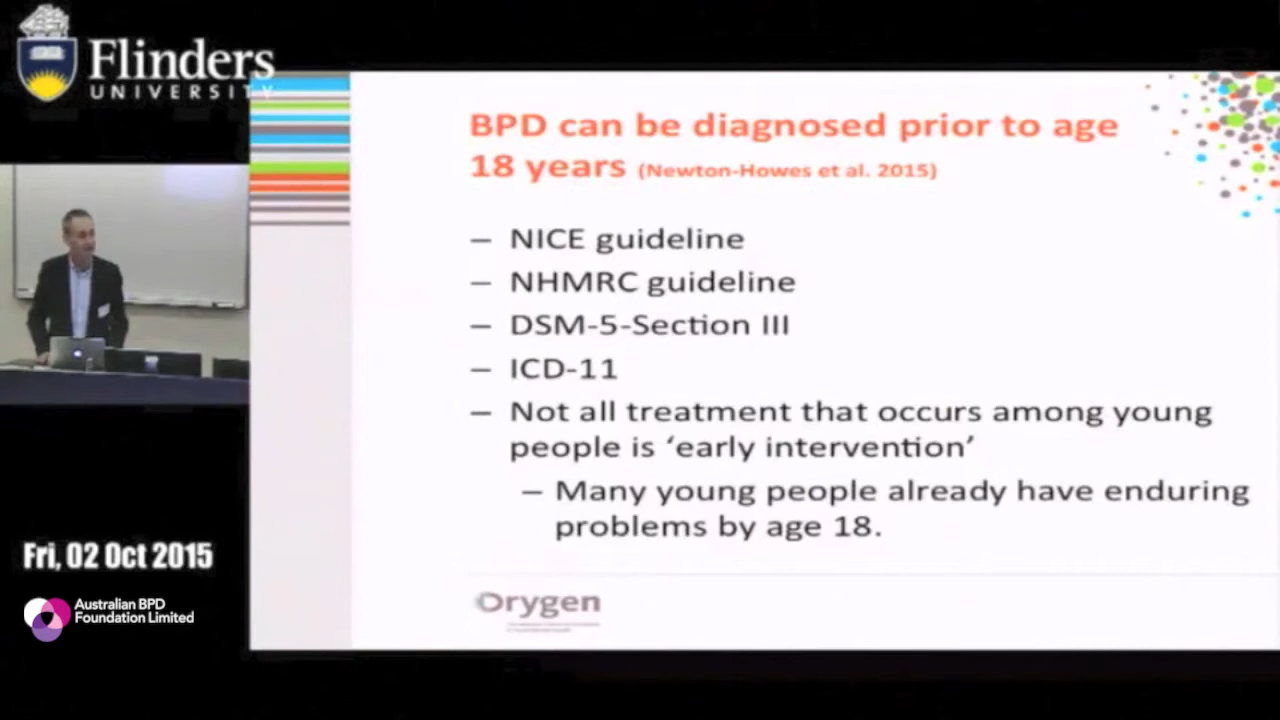 Flinders
UNIVERSITY
BPD can be diagnosed prior to age
18 years (Newton-Howes et al. 2015)
– NICE guideline
– NHMRC guideline
– DSM-5-Section III
– ICD-11
– Not all treatment that occurs among young
people is ‘early intervention’
– Many young people already have enduring
problems by age 18.
Orygen
Fri, 02 Oct 2015
Australian BPD
Foundation Limited